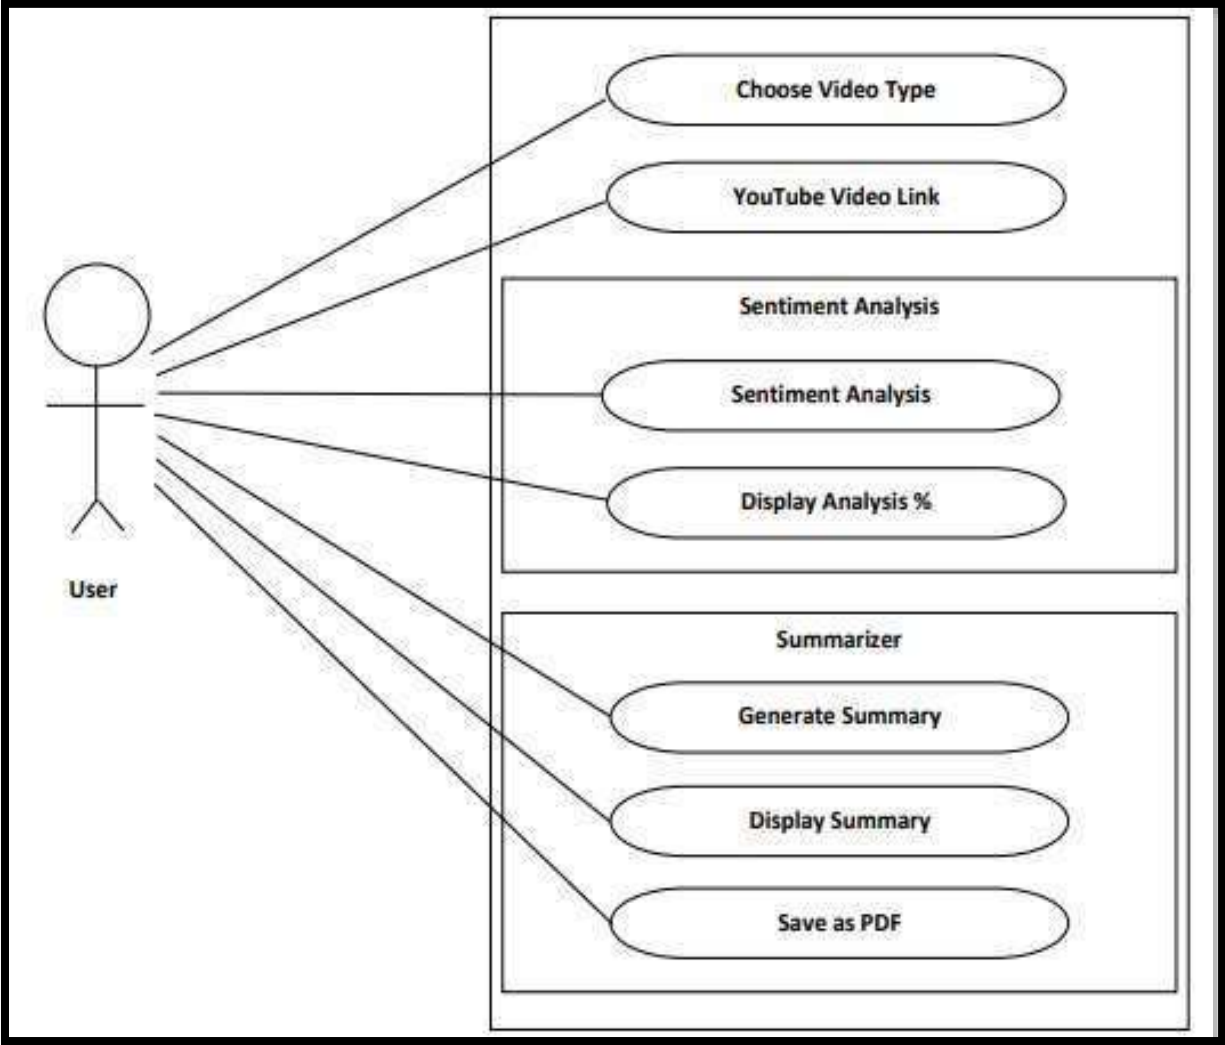 Choose Video Type
YouTube Video Link
Sentiment Analysis
Sentiment Analysis
Display Analysis %
User
Summarizer
Generate Summary
Display Summary
Save as PDF